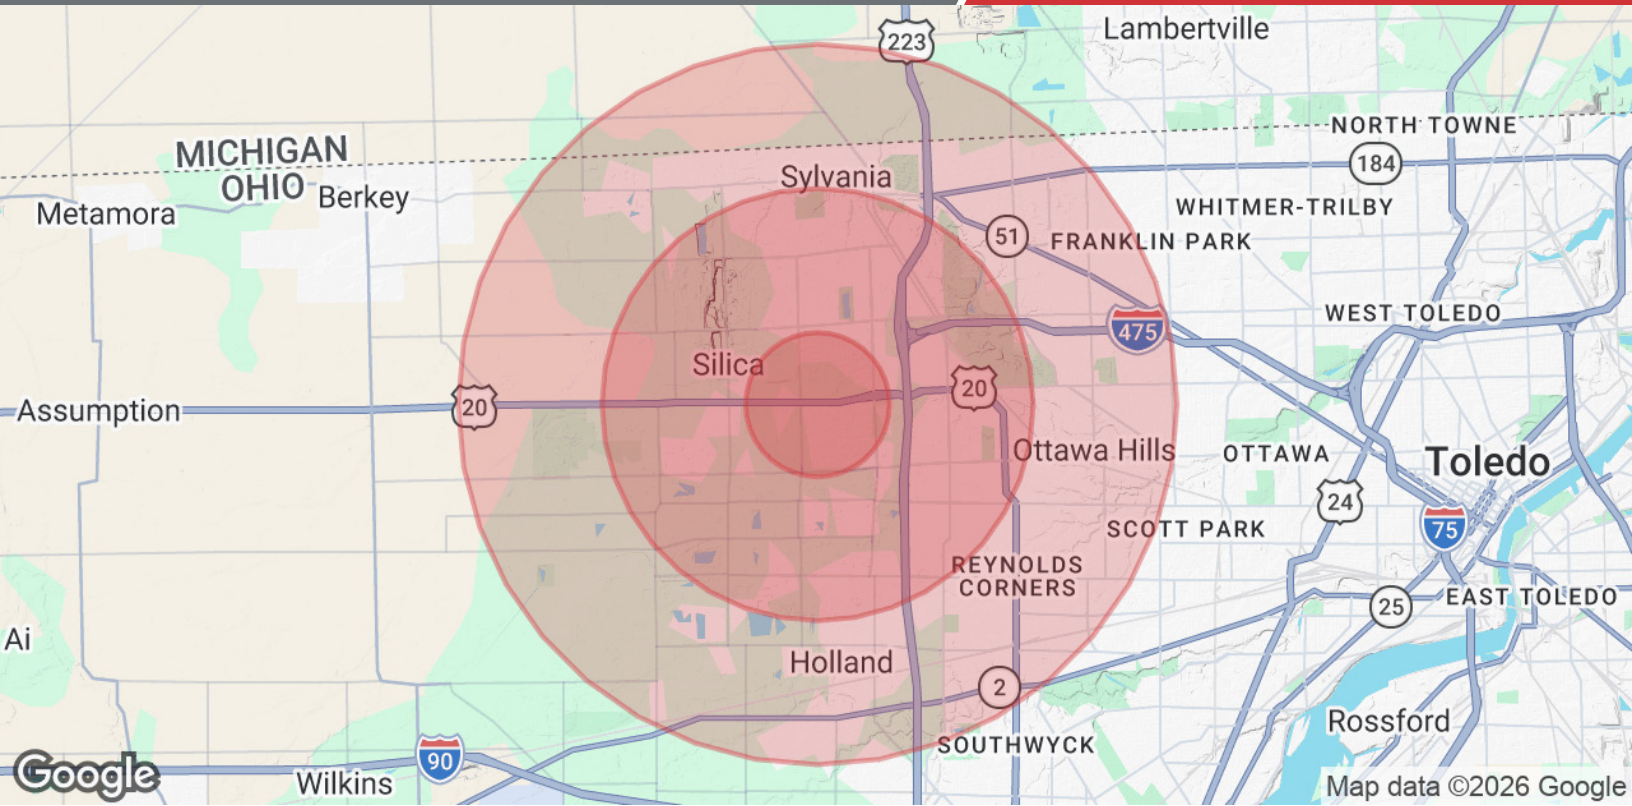 223
Lambertville
NORTH TOWNE
MICHIGAN
184
Sylvania
OHIO
Berkey
Metamora
WHITMER-TRILBY
51
FRANKLIN PARK
WEST TOLEDO
475
Silica
20
20
Assumption
Ottawa Hills
OTTAWA
Toledo
24
75
SCOTT PARK
REYNOLDS
CORNERS
25
EAST TOLEDO
Ai
Holland
2
Rossford
SOUTHWYCK
90
Google
Wilkins
Map data ©2026 Google